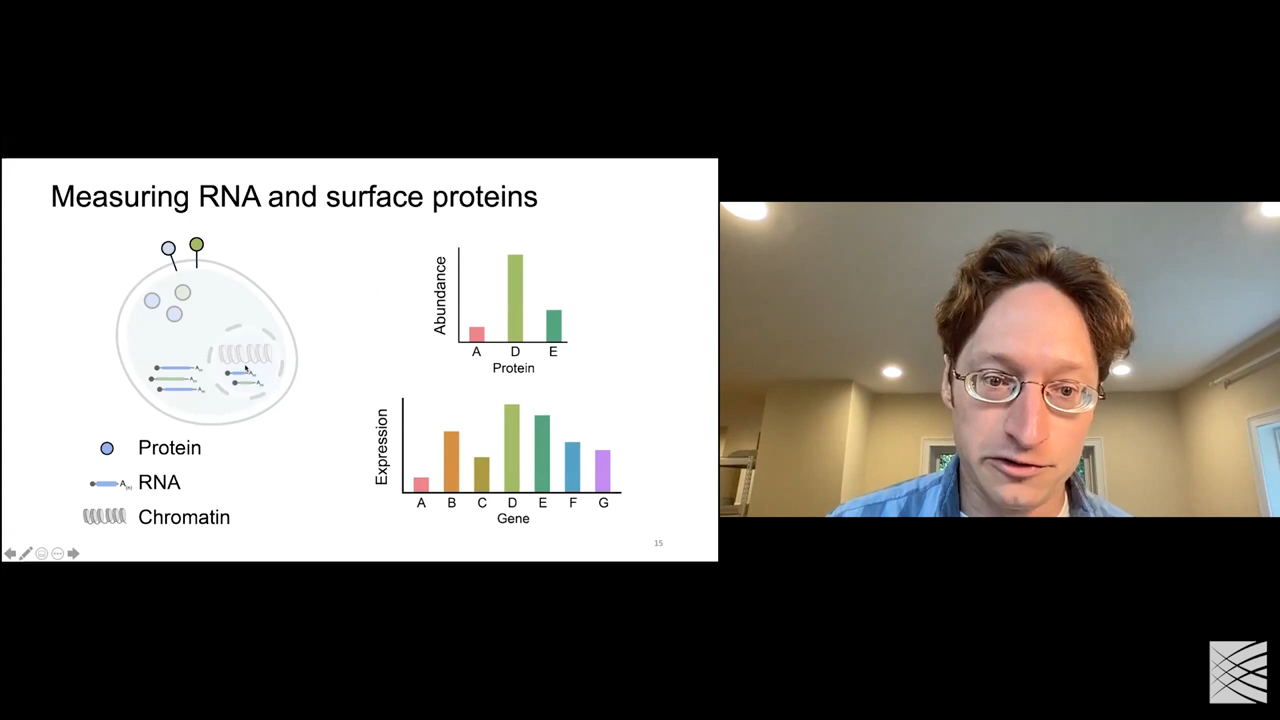 Measuring RNA and surface proteins
Protein
A(n) RNA
Chromatin
Abundance
A D E
Protein
Expression
A B C D E F G
Gene
15